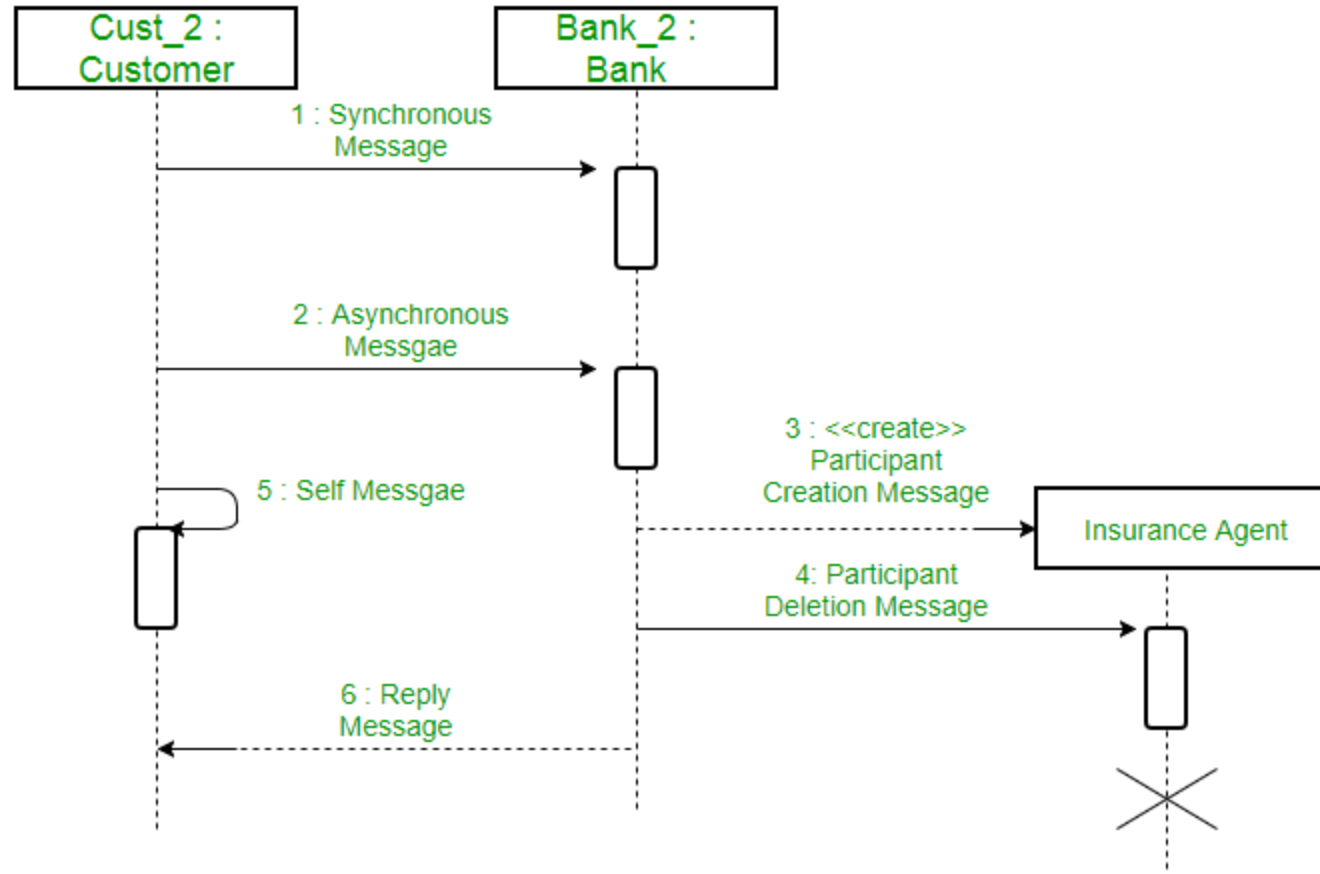 Cust_2 :
Customer
Bank_2 :
Bank
1 : Synchronous
Message
2 : Asynchronous
Messgae
3 : <<create>>
Participant
Creation Message
5 : Self Messgae
Insurance Agent
4: Participant
Deletion Message
6 : Reply
Message